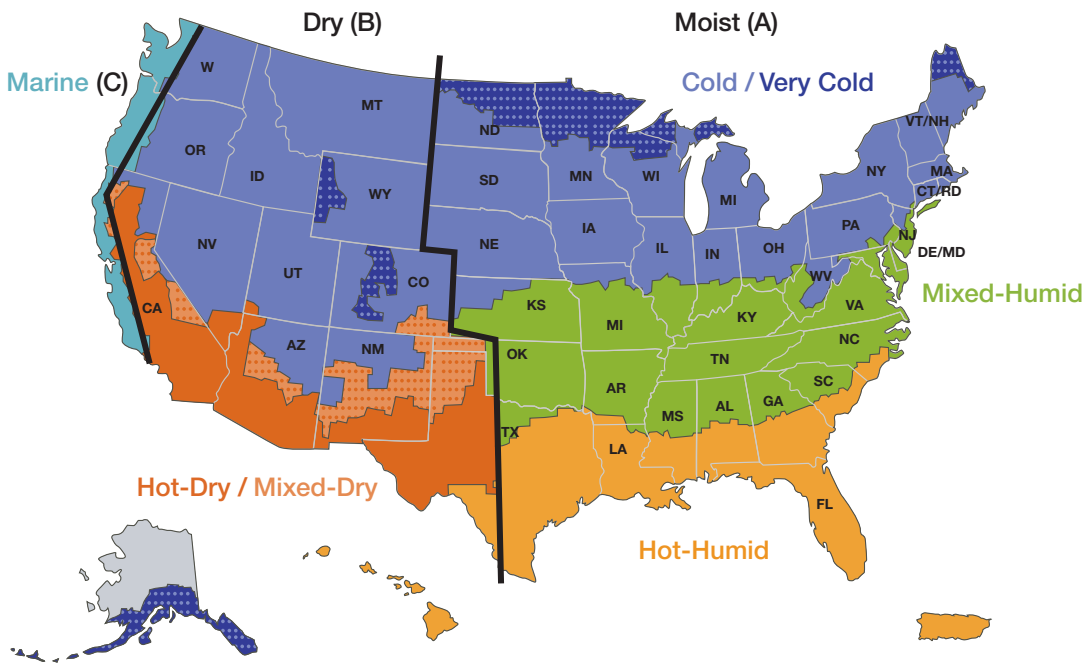 Dry (B)
Moist (A)
Marine (C)
Cold / Very Cold
W
MT
ND
VT/NH
OR
ID
WY
SD
MN
WI
MI
NY
MA
CT/RD
NV
UT
CO
NE
IA
IL
IN
OH
PA
NJ
DE/MD
WV
Mixed-Humid
CA
AZ
NM
KS
MI
KY
VA
NC
OK
TN
AR
SC
MS
AL
GA
TX
LA
FL
Hot-Dry / Mixed-Dry
Hot-Humid